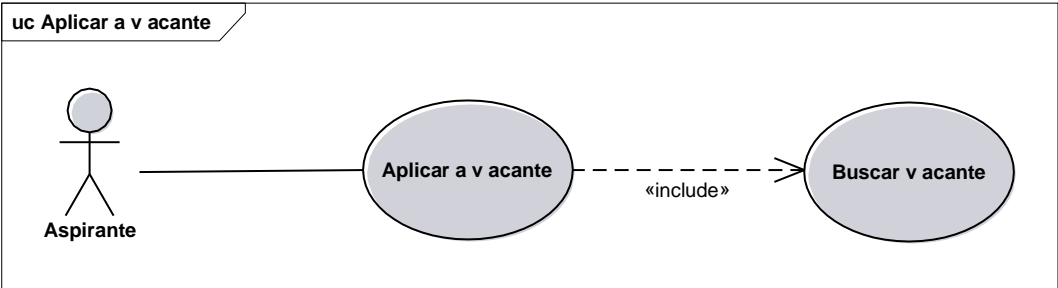 uc Aplicar a v acante
Aplicar a v acante
«include»
Buscar v acante
Aspirante